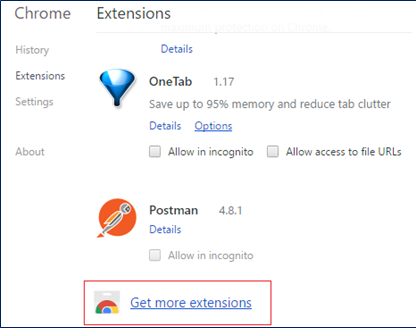 Chrome
Extensions
History
Extensions
Settings
About
maximum protection on Chrome.
Details
OneTab 1.17
Save up to 95% memory and reduce tab clutter
Details Options
Allow in incognito Allow access to file URLs
Postman 4.8.1
Details
Allow in incognito
Get more extensions